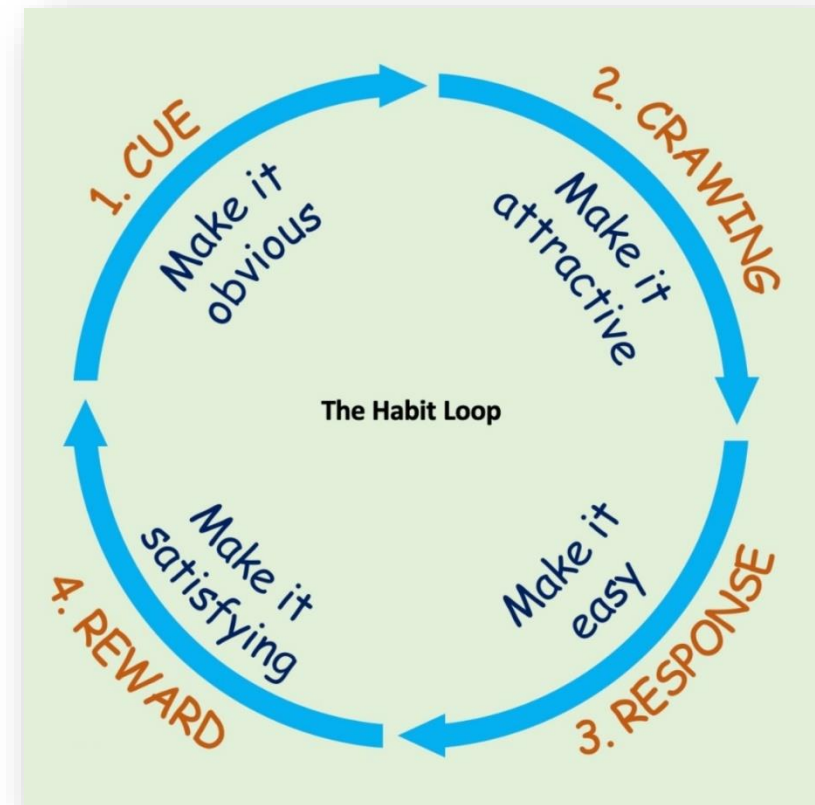 1. CUE
Make it
obvious
2. CRAWING
Make it
attractive
The Habit Loop
3. RESPONSE
Make it
easy
4. REWARD
Make it
satisfying